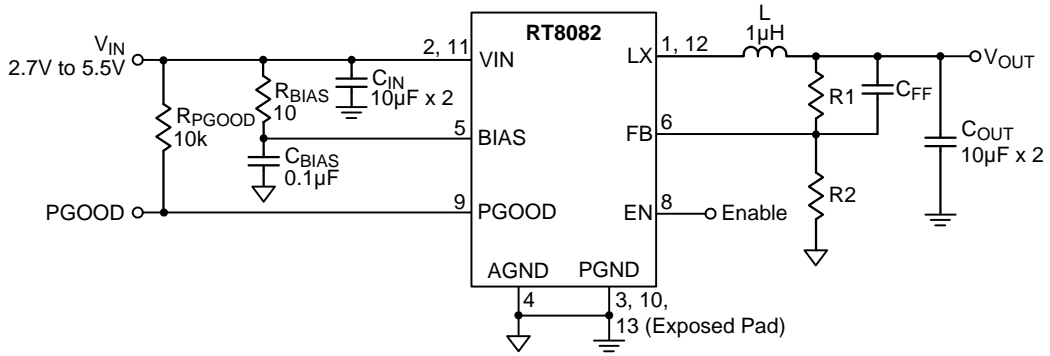 VIN
2.7V to 5.5V
RPGOOD
10k
RBIAS
10
CIN
10µF x 2
CBIAS
0.1µF
PGOOD
2, 11
5
9
RT8082
VIN
BIAS
PGOOD
AGND
PGND
LX
FB
EN
4
3, 10,
13 (Exposed Pad)
1, 12
6
8
Enable
L
1µH
R1
CFF
R2
VOUT
COUT
10µF x 2